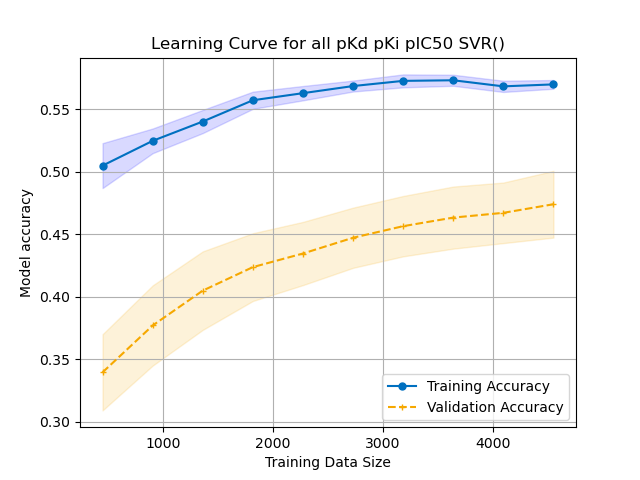 Learning Curve for all pKd pKi pIC50 SVR()
Model accuracy
0.55
0.50
0.45
0.40
0.35
0.30
Training Accuracy
Validation Accuracy
1000 2000 3000 4000
Training Data Size